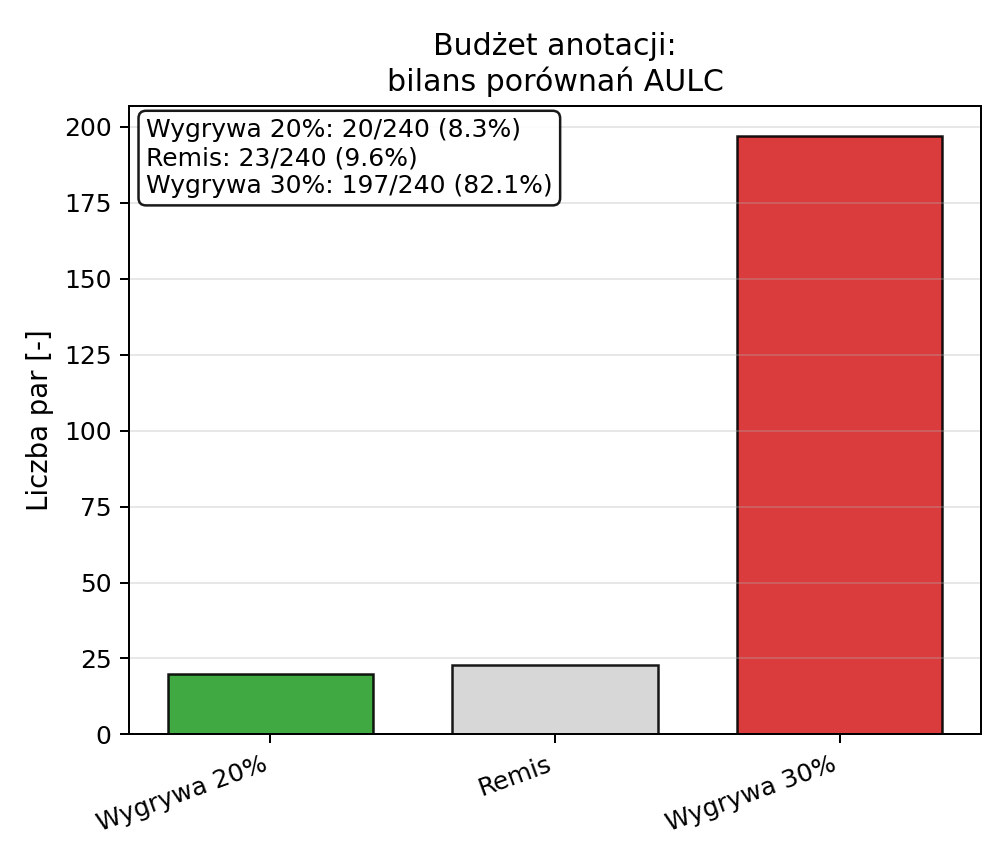 Budżet anotacji:
bilans porównań AULC
Wygrywa 20%: 20/240 (8.3%)
Remis: 23/240 (9.6%)
Wygrywa 30%: 197/240 (82.1%)
Liczba par [-]
200
175
150
125
100
75
50
25
0
Wygrywa 20%
Remis
Wygrywa 30%